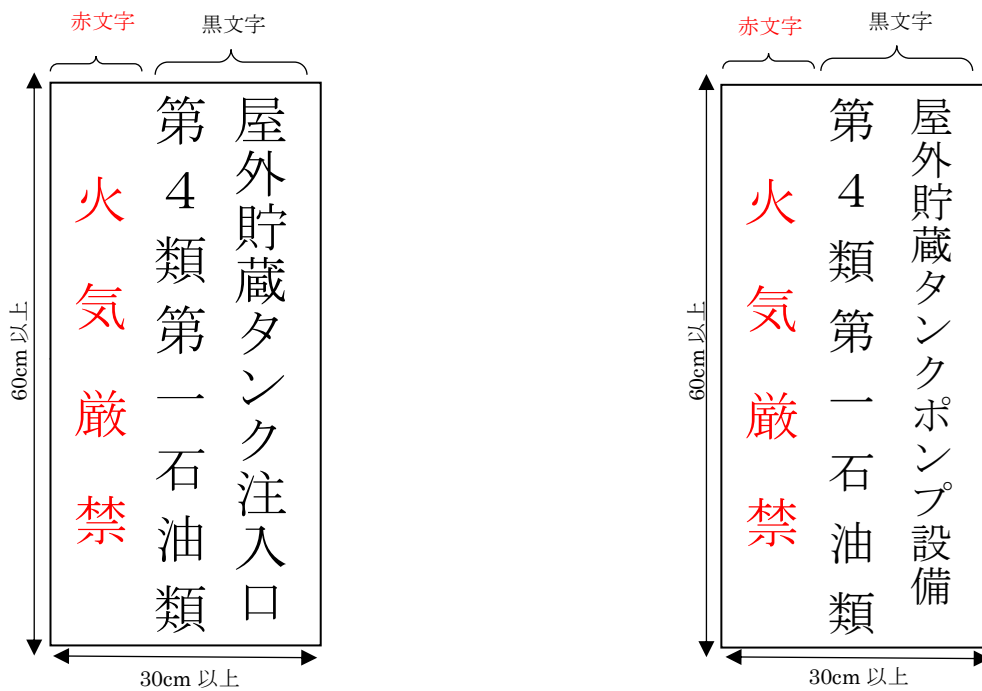 赤文字
黒文字
屋外貯蔵タンク注入口
第４類第一石油類
火気厳禁
60cm 以上
30cm 以上
赤文字
黒文字
屋外貯蔵タンクポンプ設備
第４類第一石油類
火気厳禁
60cm 以上
30cm 以上